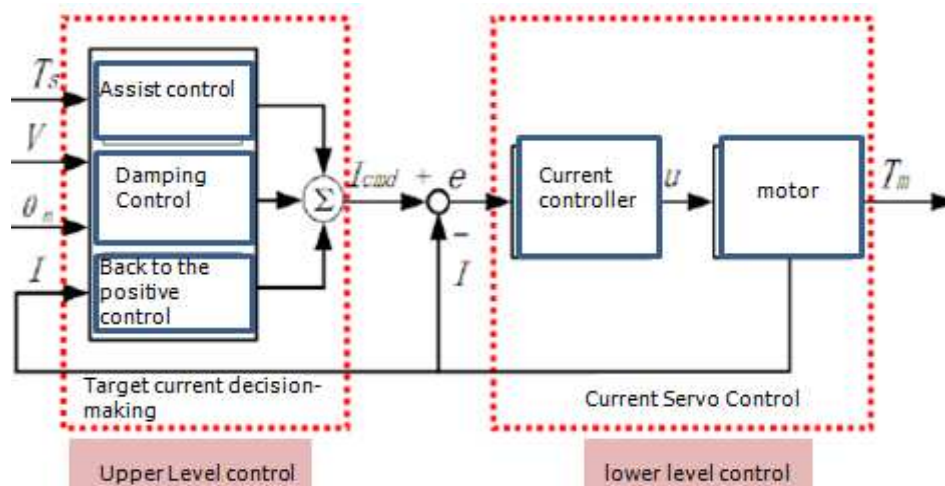 Ts
V
θn
I
Assist control
Damping
Control
Back to the
positive
control
Σ
Icmd + e
-
I
Current
controller
u
motor
Tm
Target current decision-
making
Current Servo Control
Upper Level control
lower level control